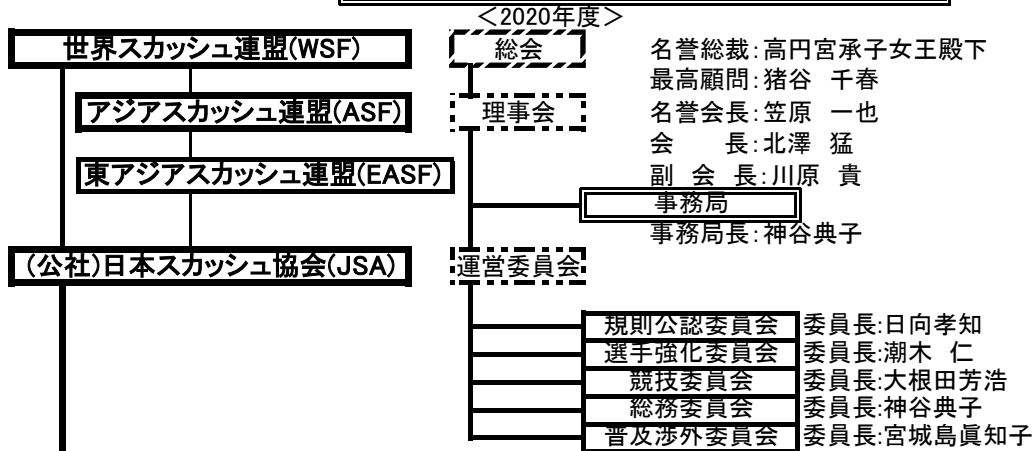 <2020年度>
世界スカッシュ連盟(WSF)
総会
名誉総裁:高円宮承子女王殿下
最高顧問:猪谷 千春
アジアスカッシュ連盟(ASF)
理事会
名誉会長:笠原 一也
会 長:北澤 猛
東アジアスカッシュ連盟(EASF)
副 会 長:川原 貴
事務局
事務局長:神谷典子
(公社)日本スカッシュ協会(JSA)
運営委員会
規則公認委員会 委員長:日向孝知
選手強化委員会 委員長:潮木 仁
競技委員会 委員長:大根田芳浩
総務委員会 委員長:神谷典子
普及渉外委員会 委員長:宮城島眞知子